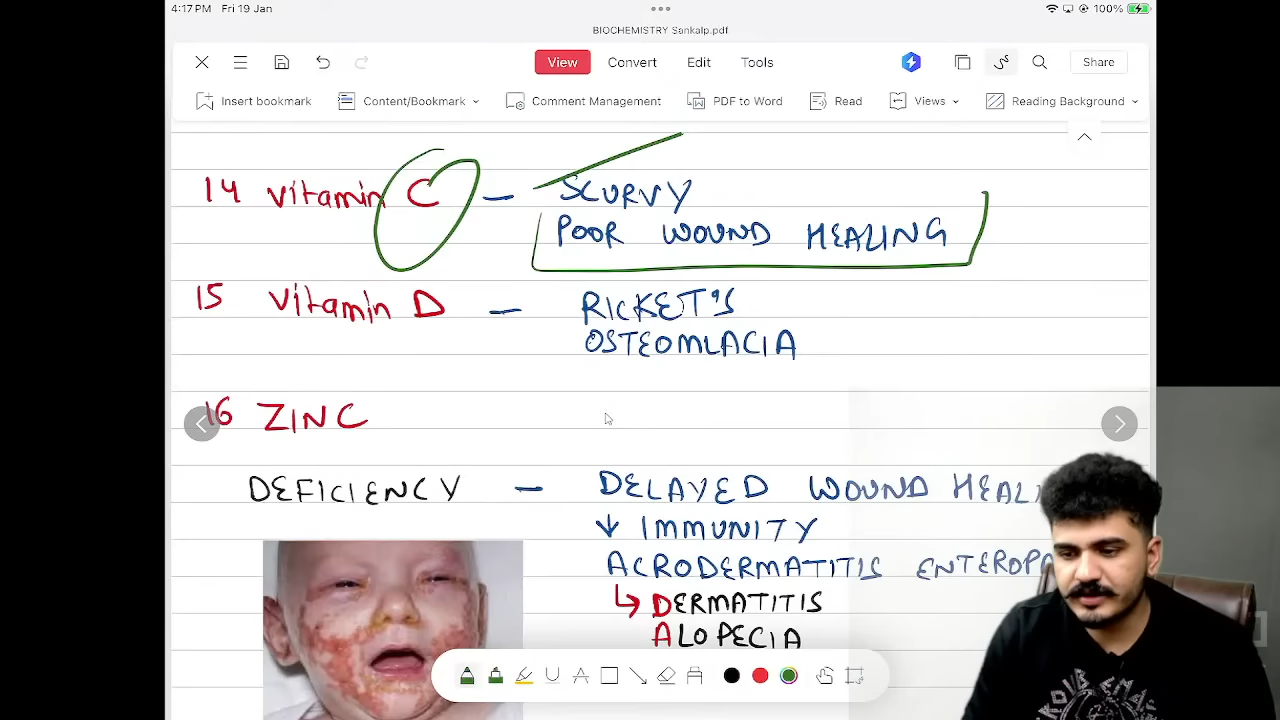 4:17 PM Fri 19 Jan
100%
BIOCHEMISTRY Sankalp.pdf
View Convert Edit Tools Share
Insert bookmark Content/Bookmark Comment Management PDF to Word Read Views Reading Background
14 Vitamin C – SCURVY
POOR WOUND HEALING
15 Vitamin D – RICKET'S
OSTEOMLACIA
16 ZINC
DEFICIENCY – DELAYED WOUND HEALI
↓ IMMUNITY
ACRODERMATITIS ENTEROPA
↳ DERMATITIS
ALOPECIA